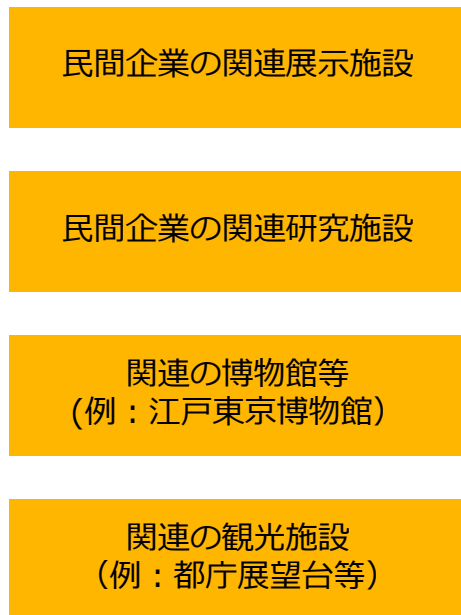 民間企業の関連展示施設
民間企業の関連研究施設
関連の博物館等
(例：江戸東京博物館）
関連の観光施設
（例：都庁展望台等）